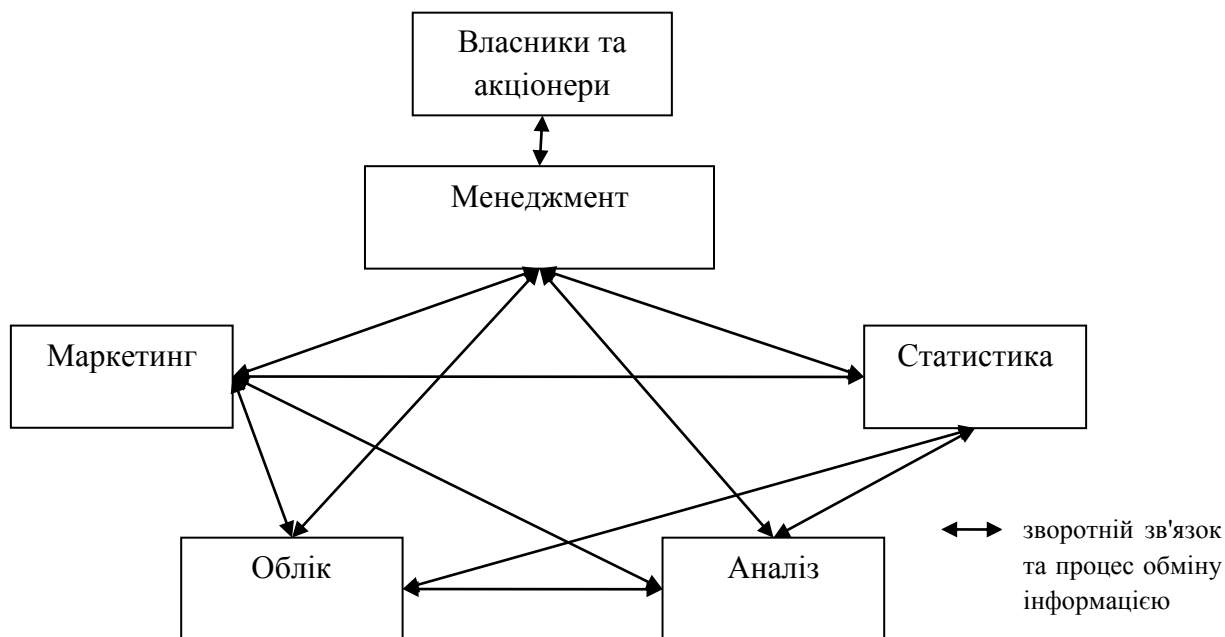 Власники та
акціонери
Менеджмент
Маркетинг
Статистика
Облік
Аналіз
зворотній зв'язок
та процес обміну
інформацією